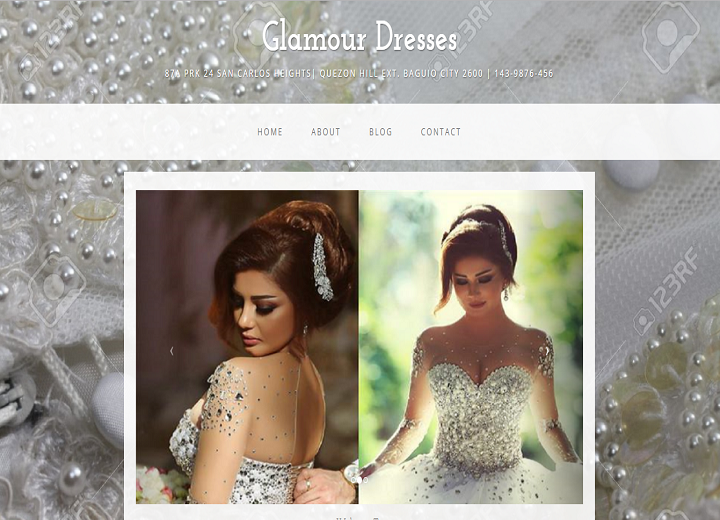 Glamour Dresses
87A PRK 24 SAN CARLOS HEIGHTS| QUEZON HILL EXT. BAGUIO CITY 2600 | 143-9876-456
HOME ABOUT BLOG CONTACT
123RF
123RF
123RF